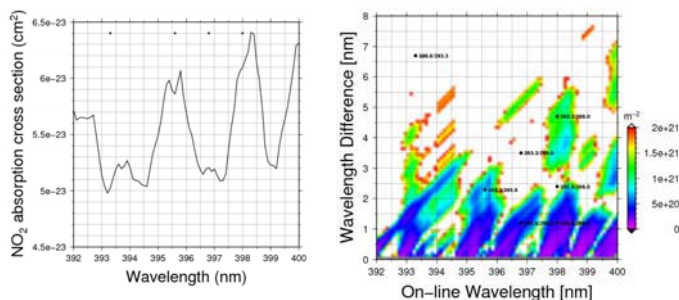 NO2 absorption cross section (cm2)
6.5e−23
6e−23
5.5e−23
5e−23
4.5e−23
392 393 394 395 396 397 398 399 400
Wavelength (nm)
Wavelength Difference [nm]
8
7
6
5
4
3
2
1
0
392 393 394 395 396 397 398 399 400
On−line Wavelength [nm]
m−2
2e+21
1e+21
5e+20
0